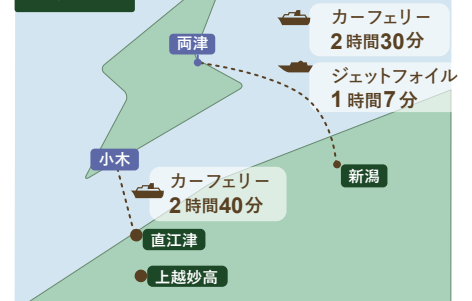 カーフェリー
2時間30分
両津
ジェットフォイル
1時間7分
小木
カーフェリー
2時間40分
新潟
直江津
上越妙高